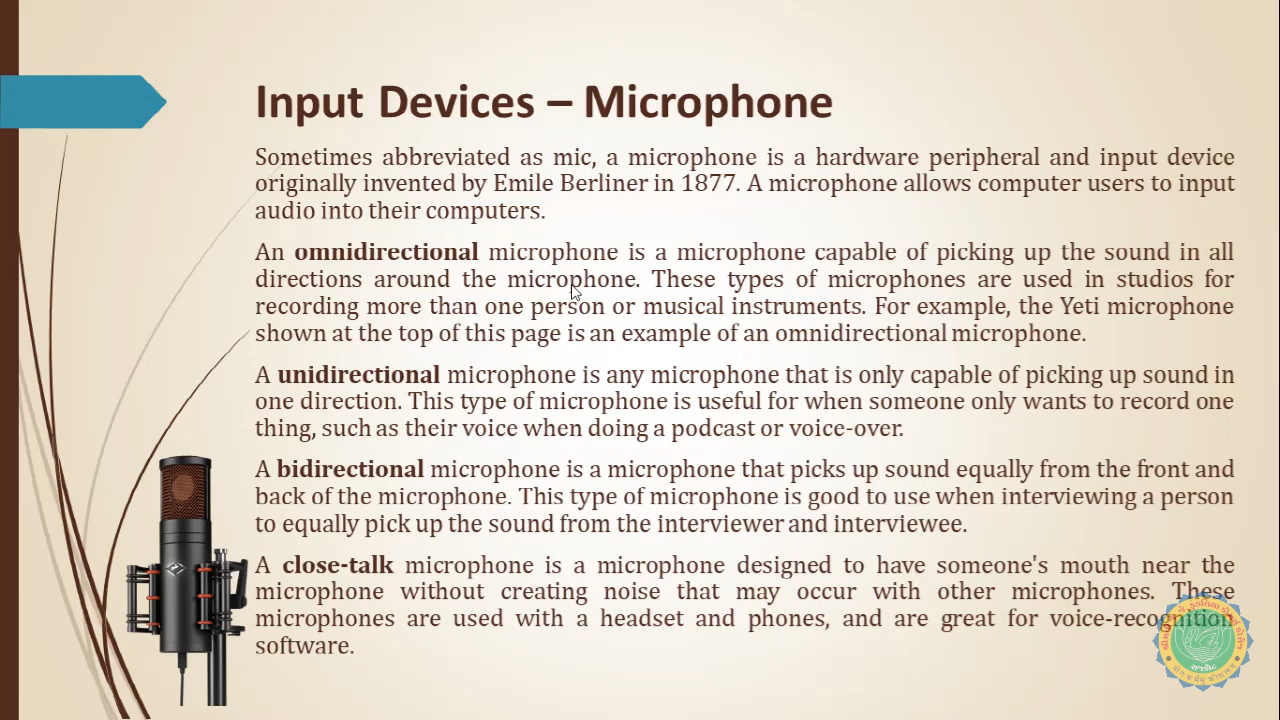 Input Devices – Microphone
Sometimes abbreviated as mic, a microphone is a hardware peripheral and input device
originally invented by Emile Berliner in 1877. A microphone allows computer users to input
audio into their computers.
An omnidirectional microphone is a microphone capable of picking up the sound in all
directions around the microphone. These types of microphones are used in studios for
recording more than one person or musical instruments. For example, the Yeti microphone
shown at the top of this page is an example of an omnidirectional microphone.
A unidirectional microphone is any microphone that is only capable of picking up sound in
one direction. This type of microphone is useful for when someone only wants to record one
thing, such as their voice when doing a podcast or voice-over.
A bidirectional microphone is a microphone that picks up sound equally from the front and
back of the microphone. This type of microphone is good to use when interviewing a person
to equally pick up the sound from the interviewer and interviewee.
A close-talk microphone is a microphone designed to have someone's mouth near the
microphone without creating noise that may occur with other microphones. These
microphones are used with a headset and phones, and are great for voice-recognition
software.